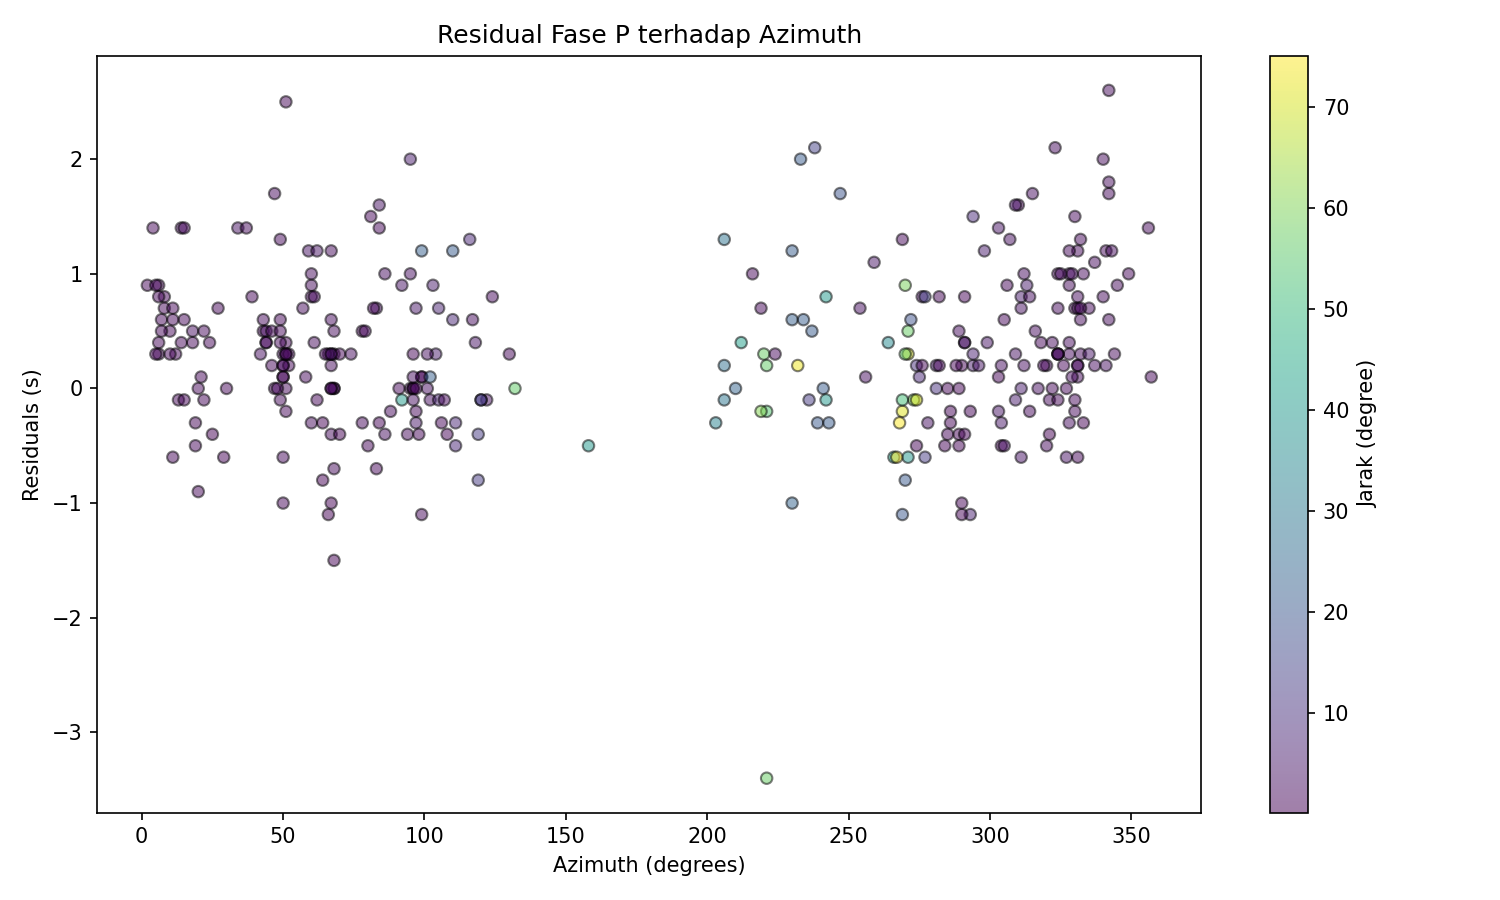 Residual Fase P terhadap Azimuth
Residuals (s)
2
1
0
−1
−2
−3
0 50 100 150 200 250 300 350
Azimuth (degrees)
70
60
50
40
30
20
10
Jarak (degree)